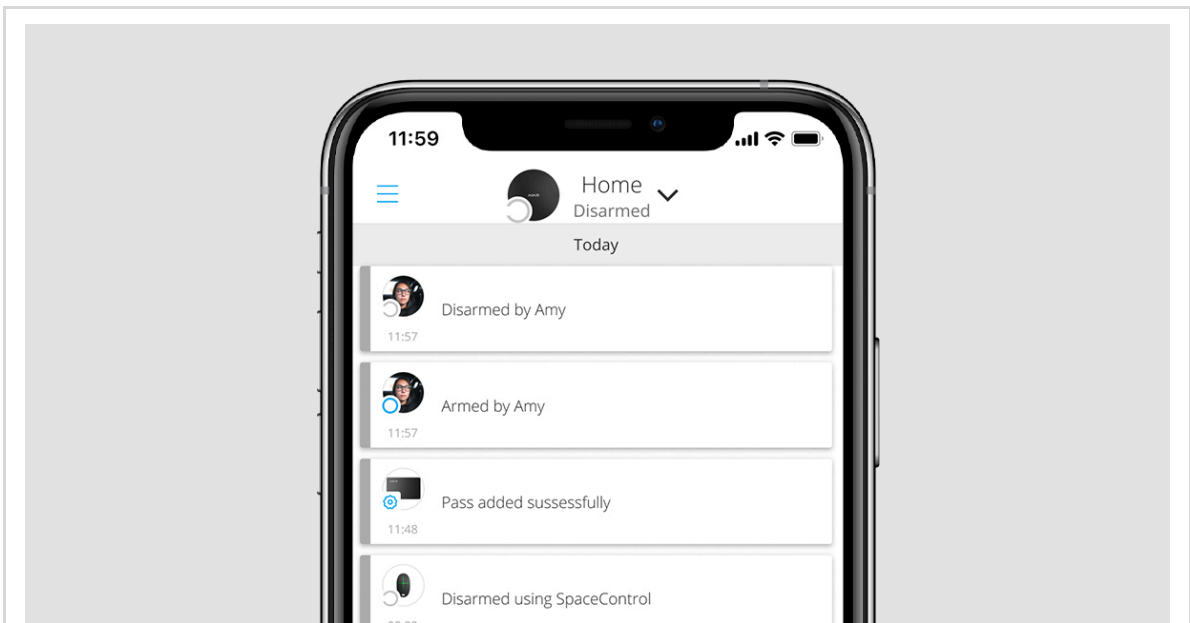 11:59
Home
Disarmed
Today
Disarmed by Amy
11:57
Armed by Amy
11:57
Pass added sussessfully
11:48
Disarmed using SpaceControl